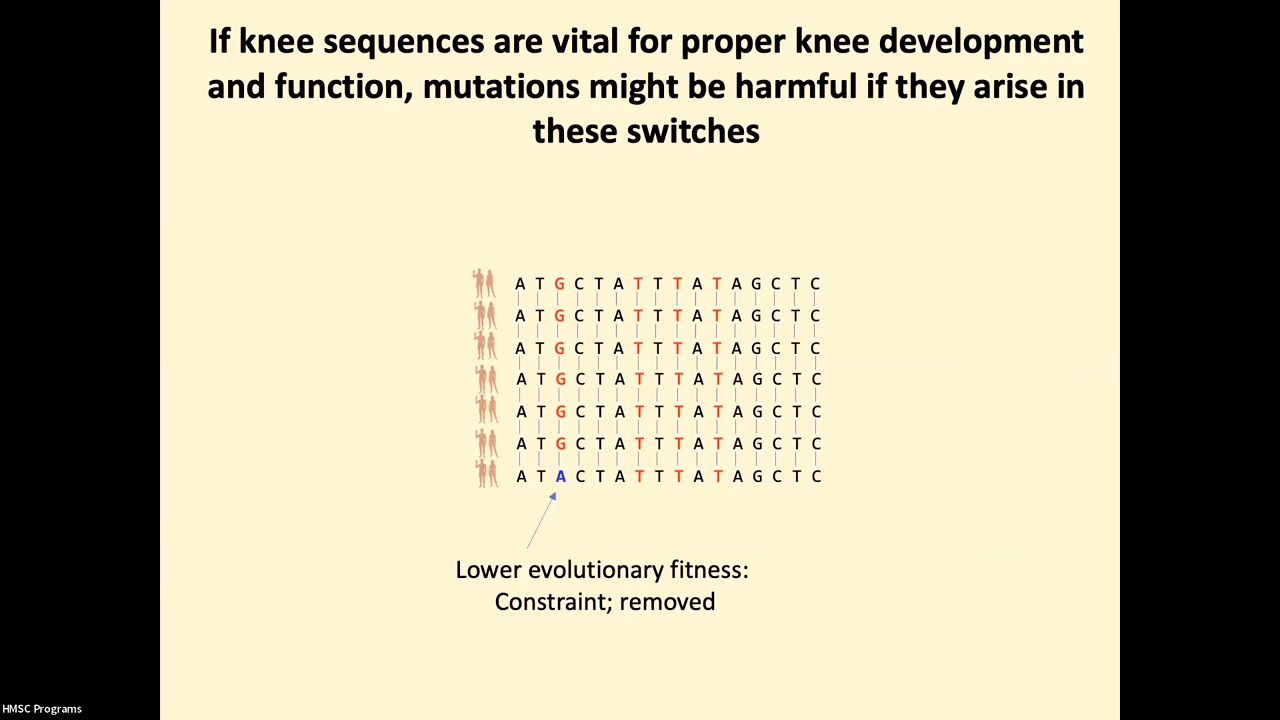 If knee sequences are vital for proper knee development
and function, mutations might be harmful if they arise in
these switches
A T G C T A T T T A T A G C T C
A T G C T A T T T A T A G C T C
A T G C T A T T T A T A G C T C
A T G C T A T T T A T A G C T C
A T G C T A T T T A T A G C T C
A T G C T A T T T A T A G C T C
A T A C T A T T T A T A G C T C
Lower evolutionary fitness:
Constraint; removed
HMSC Programs